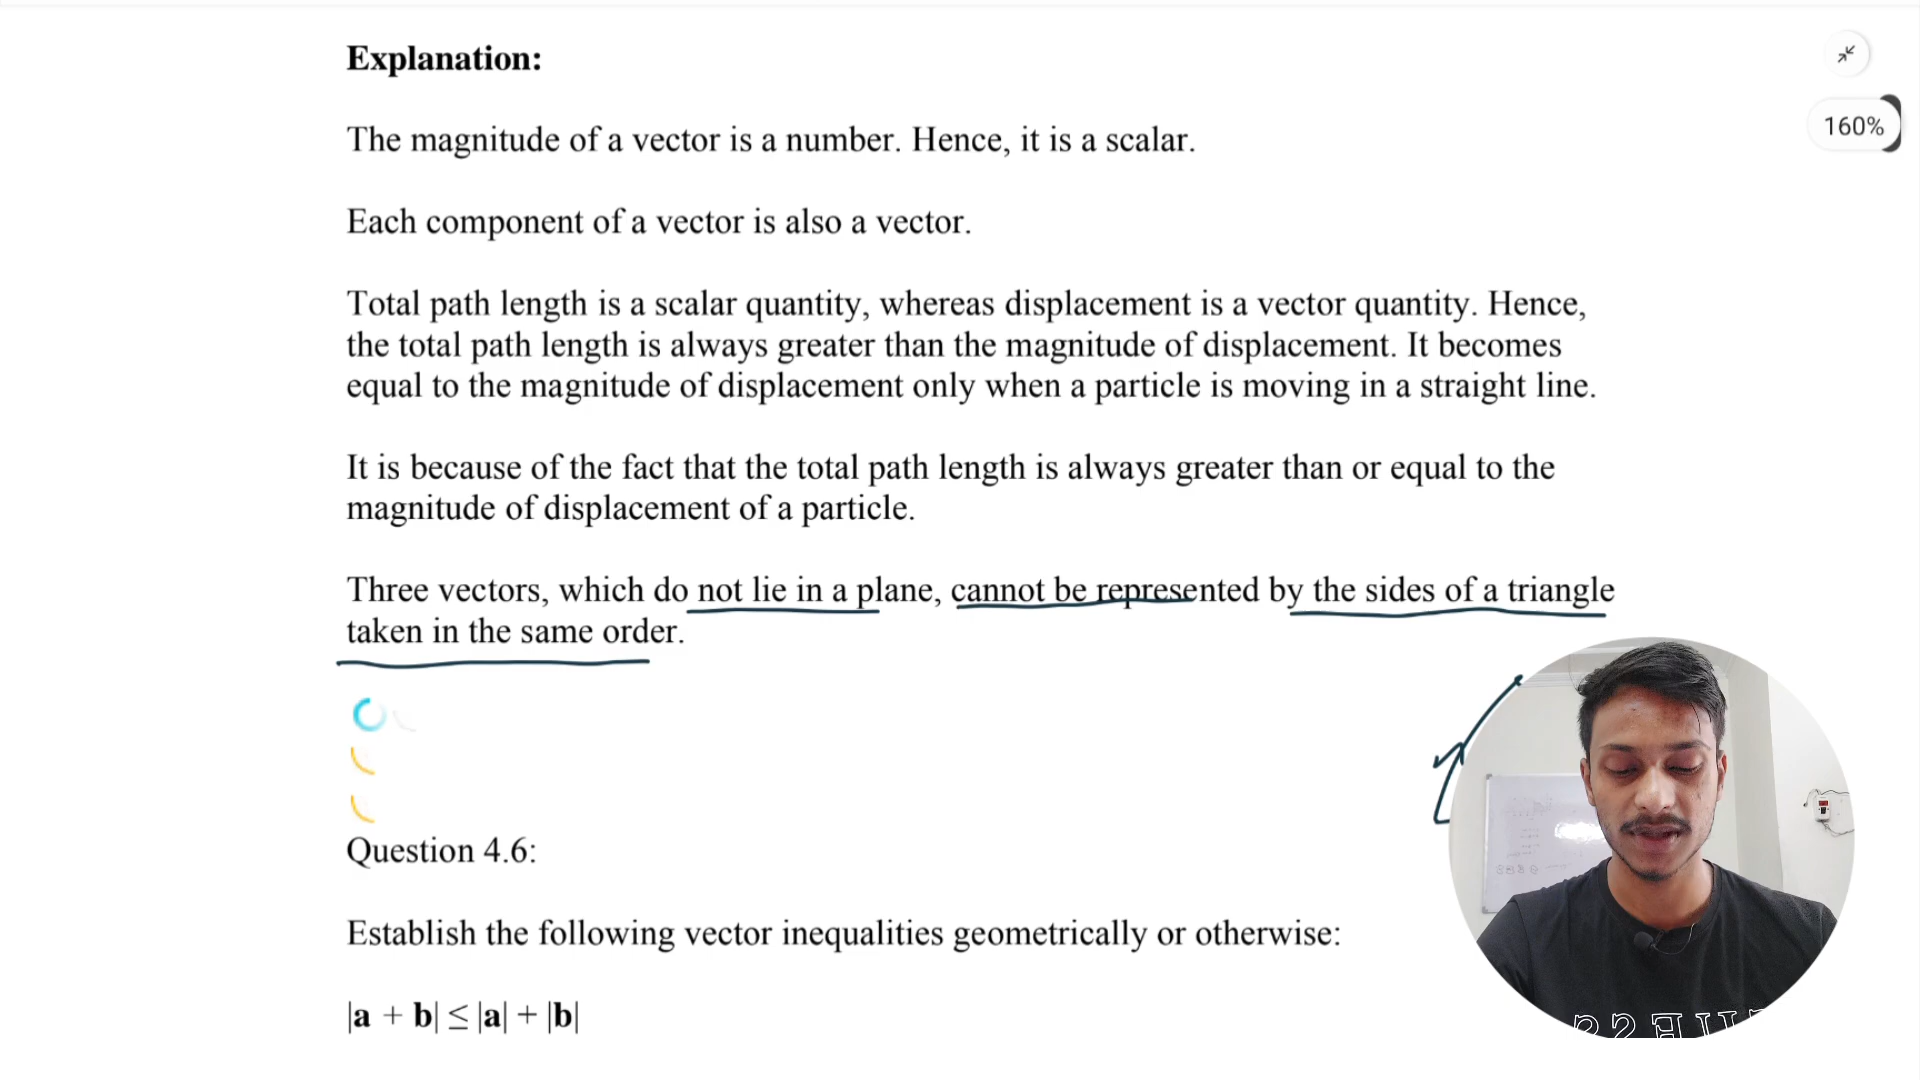 Explanation:
160%
The magnitude of a vector is a number. Hence, it is a scalar.
Each component of a vector is also a vector.
Total path length is a scalar quantity, whereas displacement is a vector quantity. Hence,
the total path length is always greater than the magnitude of displacement. It becomes
equal to the magnitude of displacement only when a particle is moving in a straight line.
It is because of the fact that the total path length is always greater than or equal to the
magnitude of displacement of a particle.
Three vectors, which do not lie in a plane, cannot be represented by the sides of a triangle
taken in the same order.
Question 4.6:
Establish the following vector inequalities geometrically or otherwise:
|a + b| ≤ |a| + |b|